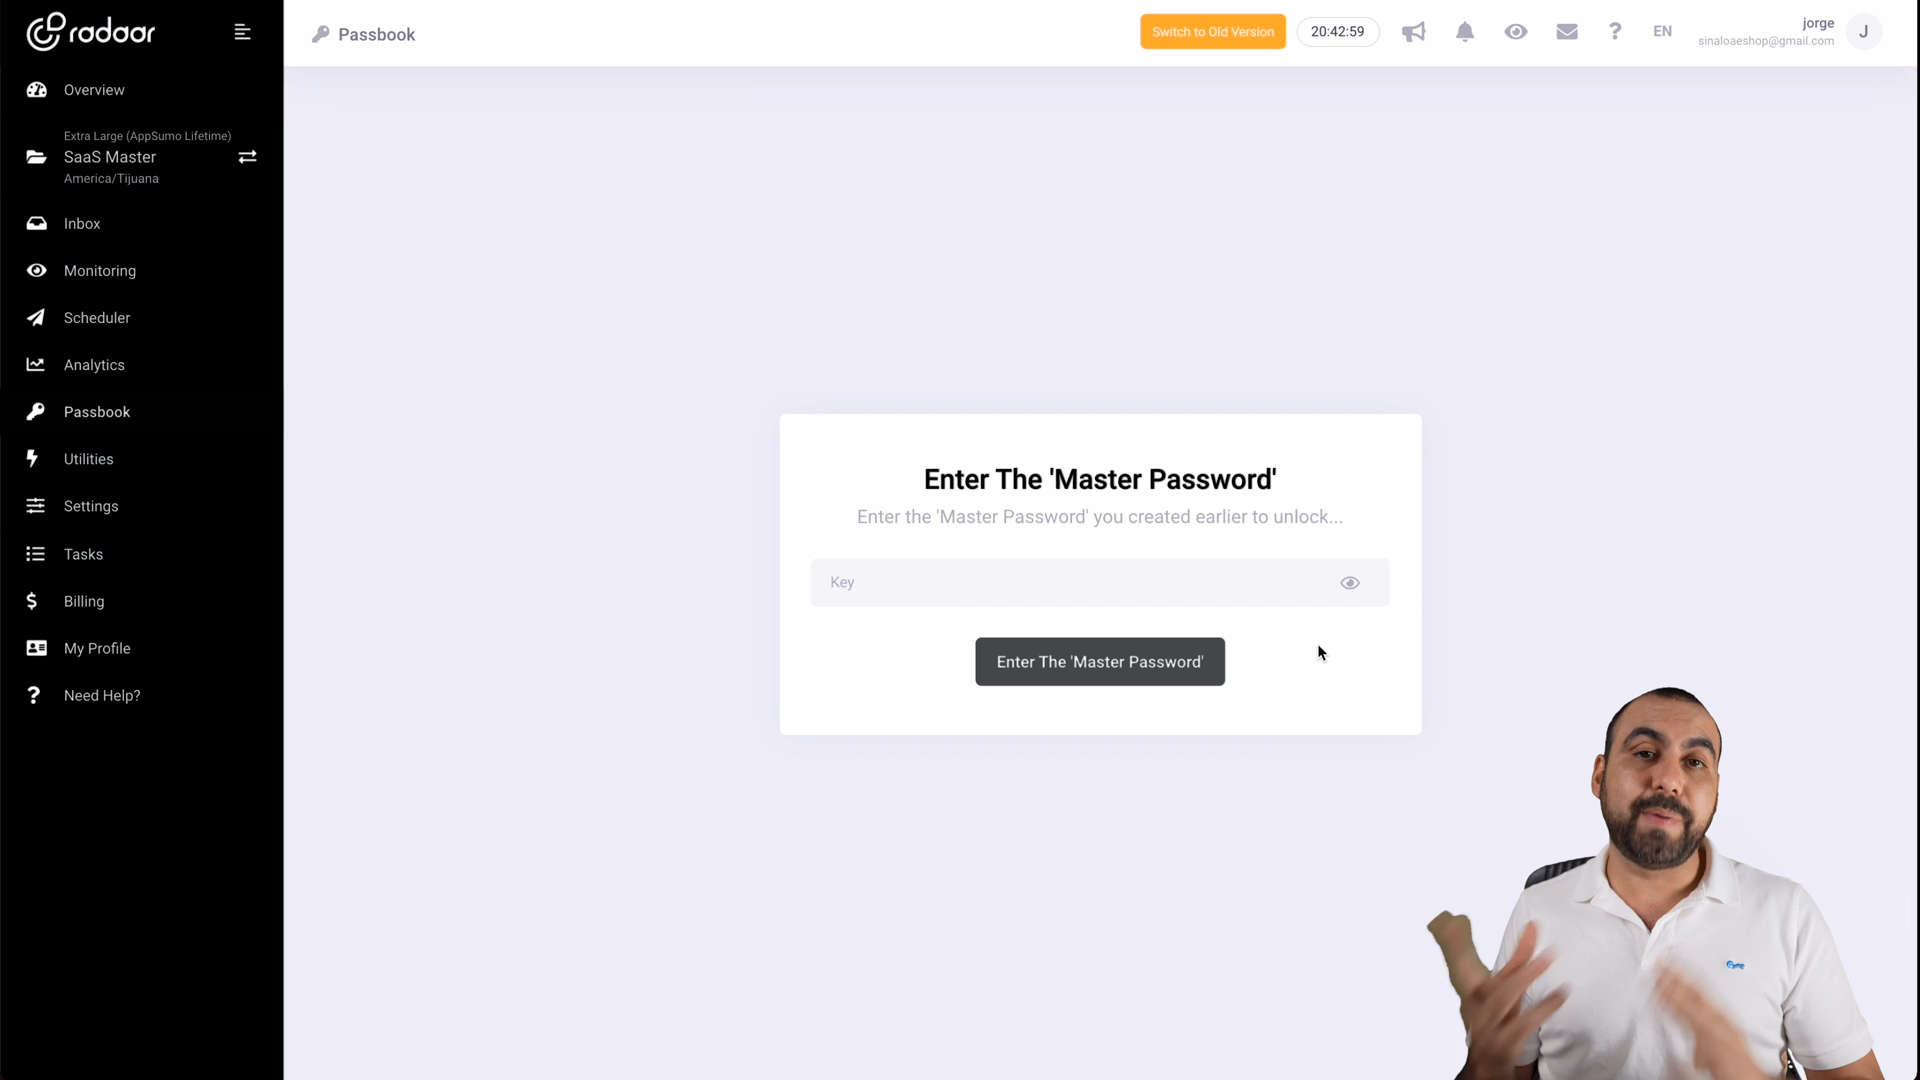 radaar
Passbook
Switch to Old Version
20:42:59
EN
jorge
sinaloaeshop@gmail.com
J
Overview
Extra Large (AppSumo Lifetime)
SaaS Master
America/Tijuana
Inbox
Monitoring
Scheduler
Analytics
Passbook
Utilities
Settings
Tasks
Billing
My Profile
Need Help?
Enter The 'Master Password'
Enter the 'Master Password' you created earlier to unlock...
Key
Enter The 'Master Password'